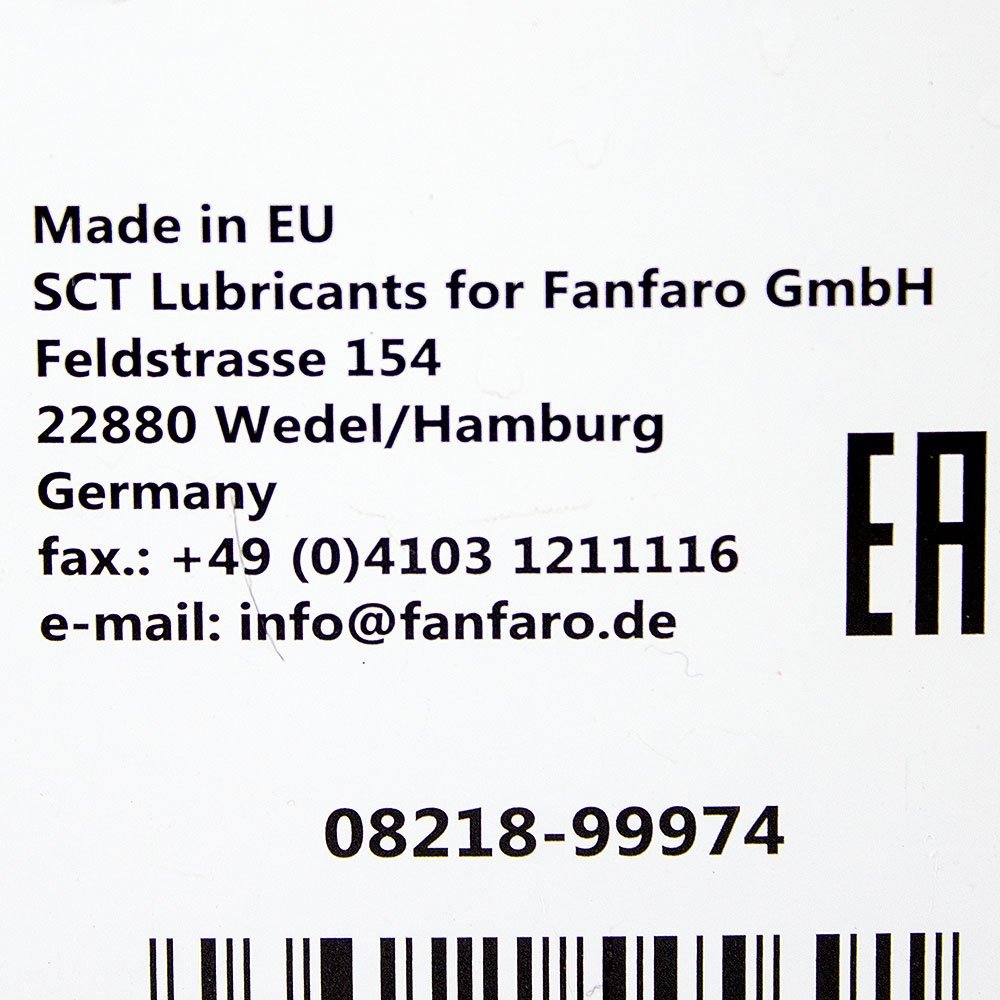 Made in EU
SCT Lubricants for Fanfaro GmbH
Feldstrasse 154
22880 Wedel/Hamburg
Germany
fax.: +49 (0)4103 1211116
e-mail: info@fanfaro.de
EA
08218-99974